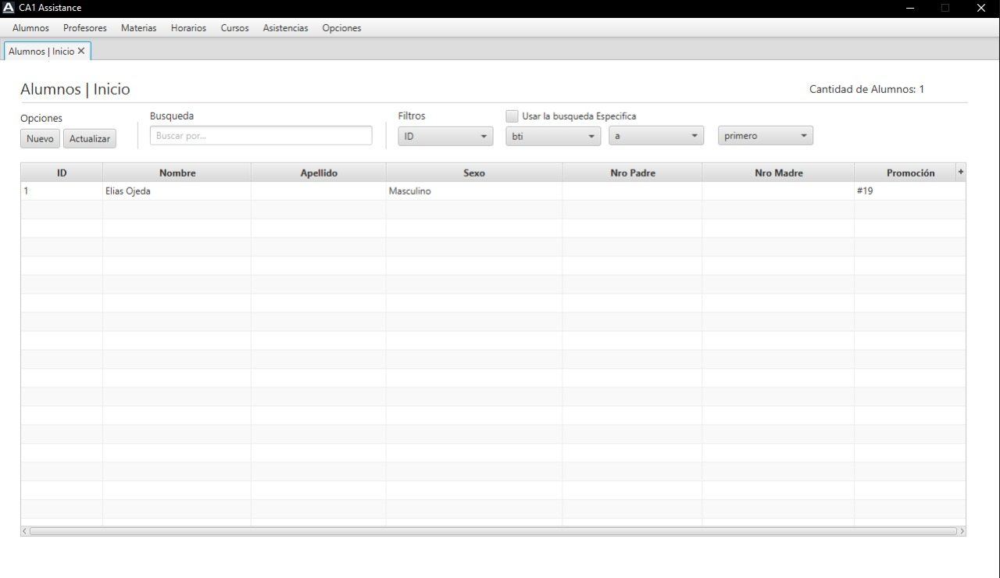 CA1 Assistance
Alumnos Profesores Materias Horarios Cursos Asistencias Opciones
Alumnos | Inicio
Alumnos | Inicio
Cantidad de Alumnos: 1
Opciones
Nuevo Actualizar
Busqueda
Buscar por...
Filtros
ID
Usar la busqueda Especifica
bti a primero
ID Nombre Apellido Sexo Nro Padre Nro Madre Promoción +
1 Elias Ojeda Masculino #19